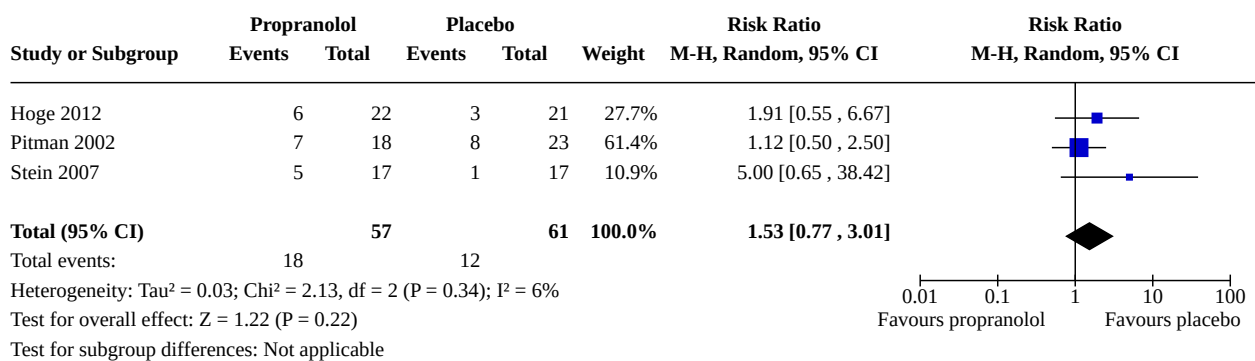 Propranolol Placebo Risk Ratio Risk Ratio
Study or Subgroup Events Total Events Total Weight M-H, Random, 95% CI M-H, Random, 95% CI
Hoge 2012 6 22 3 21 27.7% 1.91 [0.55 , 6.67]
Pitman 2002 7 18 8 23 61.4% 1.12 [0.50 , 2.50]
Stein 2007 5 17 1 17 10.9% 5.00 [0.65 , 38.42]
Total (95% CI) 57 61 100.0% 1.53 [0.77 , 3.01]
Total events: 18 12
Heterogeneity: Tau² = 0.03; Chi² = 2.13, df = 2 (P = 0.34); I² = 6%
0.01 0.1 1 10 100
Test for overall effect: Z = 1.22 (P = 0.22)
Favours propranolol Favours placebo
Test for subgroup differences: Not applicable